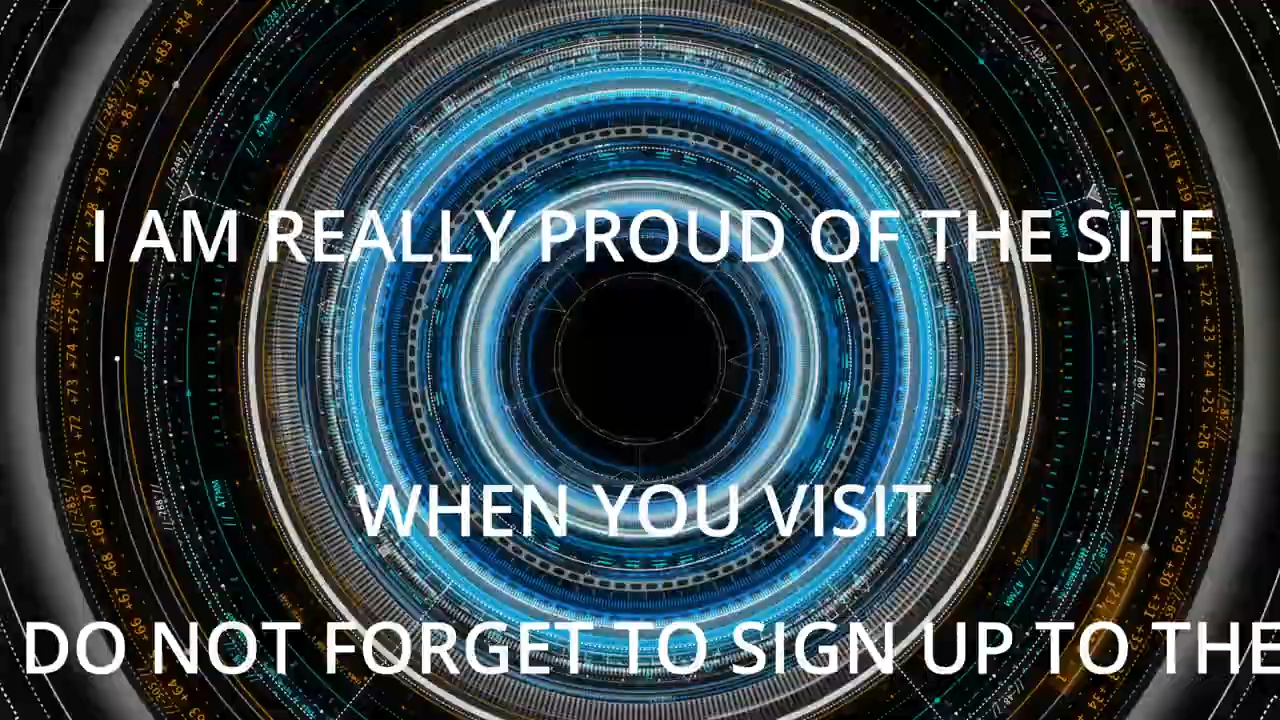 I AM REALLY PROUD OF THE SITE
WHEN YOU VISIT
DO NOT FORGET TO SIGN UP TO THE